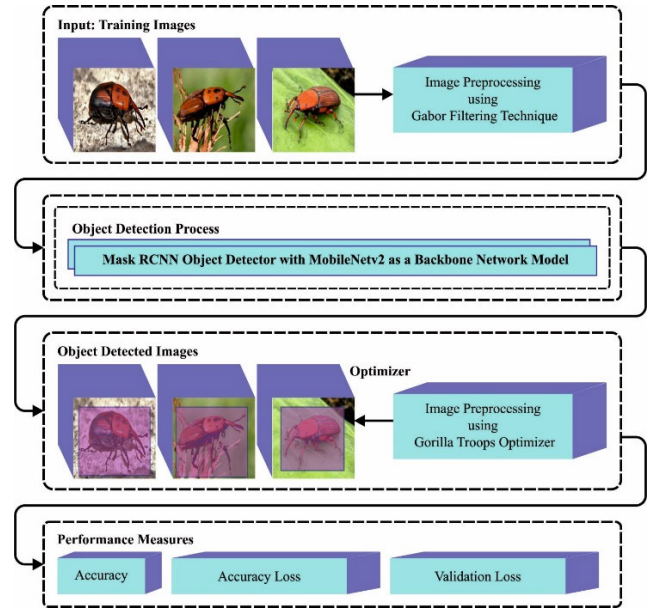 Input: Training Images
Image Preprocessing
using
Gabor Filtering Technique
Object Detection Process
Mask RCNN Object Detector with MobileNetv2 as a Backbone Network Model
Object Detected Images
Optimizer
Image Preprocessing
using
Gorilla Troops Optimizer
Performance Measures
Accuracy
Accuracy Loss
Validation Loss